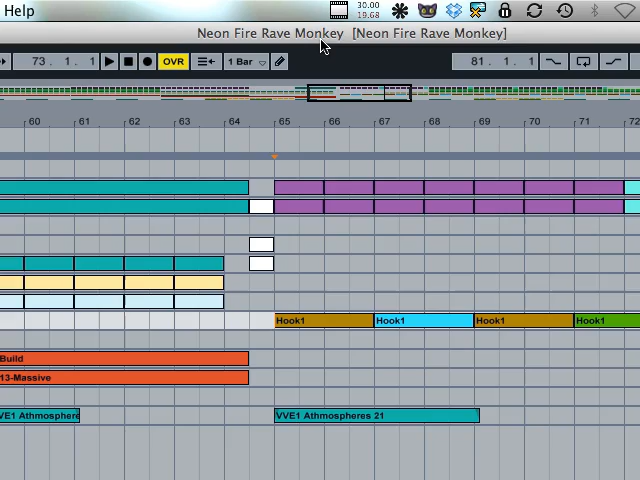 Help
30.00
19.68
Neon Fire Rave Monkey [Neon Fire Rave Monkey]
73. 1. 1
OVR
1 Bar
81. 1. 1
60 61 62 63 64 65 66 67 68 69 70 71 72
Hook1 Hook1 Hook1 Hook1
Build
13-Massive
VE1 Athmosphere VVE1 Athmospheres 21